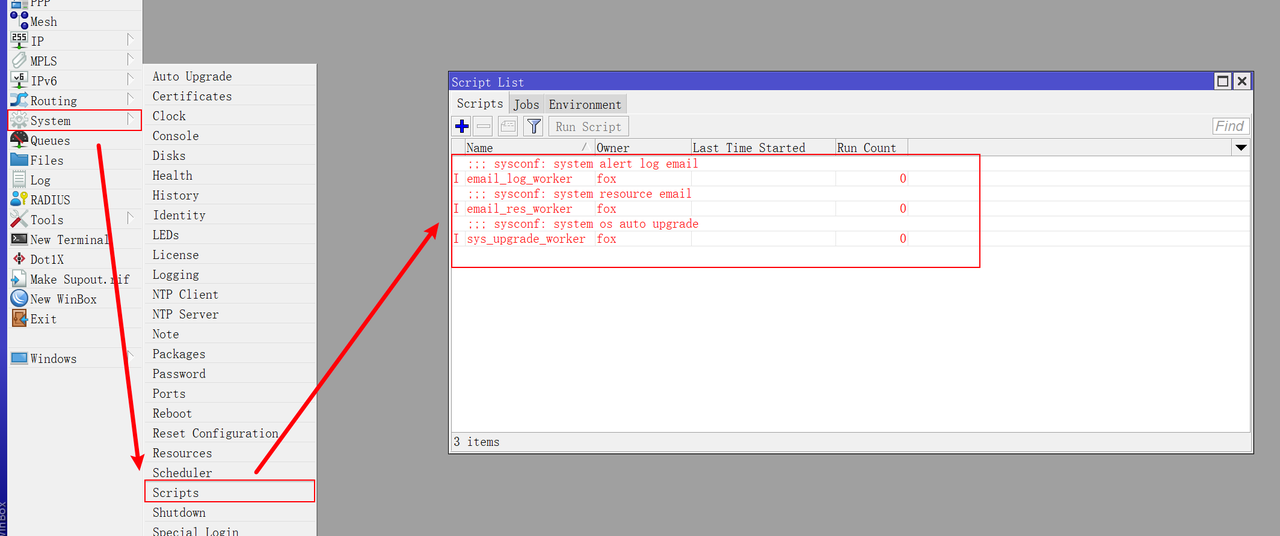 PPP
Mesh
255 IP
MPLS
v6 IPv6
Routing
System
Queues
Files
Log
RADIUS
Tools
New Terminal
Dot1X
Make Supout.rif
New WinBox
Exit
Windows
WinBox
Auto Upgrade
Certificates
Clock
Console
Disks
Health
History
Identity
LEDs
License
Logging
NTP Client
NTP Server
Note
Packages
Password
Ports
Reboot
Reset Configuration
Resources
Scheduler
Scripts
Shutdown
Special Login
Script List
Scripts Jobs Environment
Run Script Find
Name / Owner Last Time Started Run Count
;;; sysconf: system alert log email
I email_log_worker fox 0
;;; sysconf: system resource email
I email_res_worker fox 0
;;; sysconf: system os auto upgrade
I sys_upgrade_worker fox 0
3 items